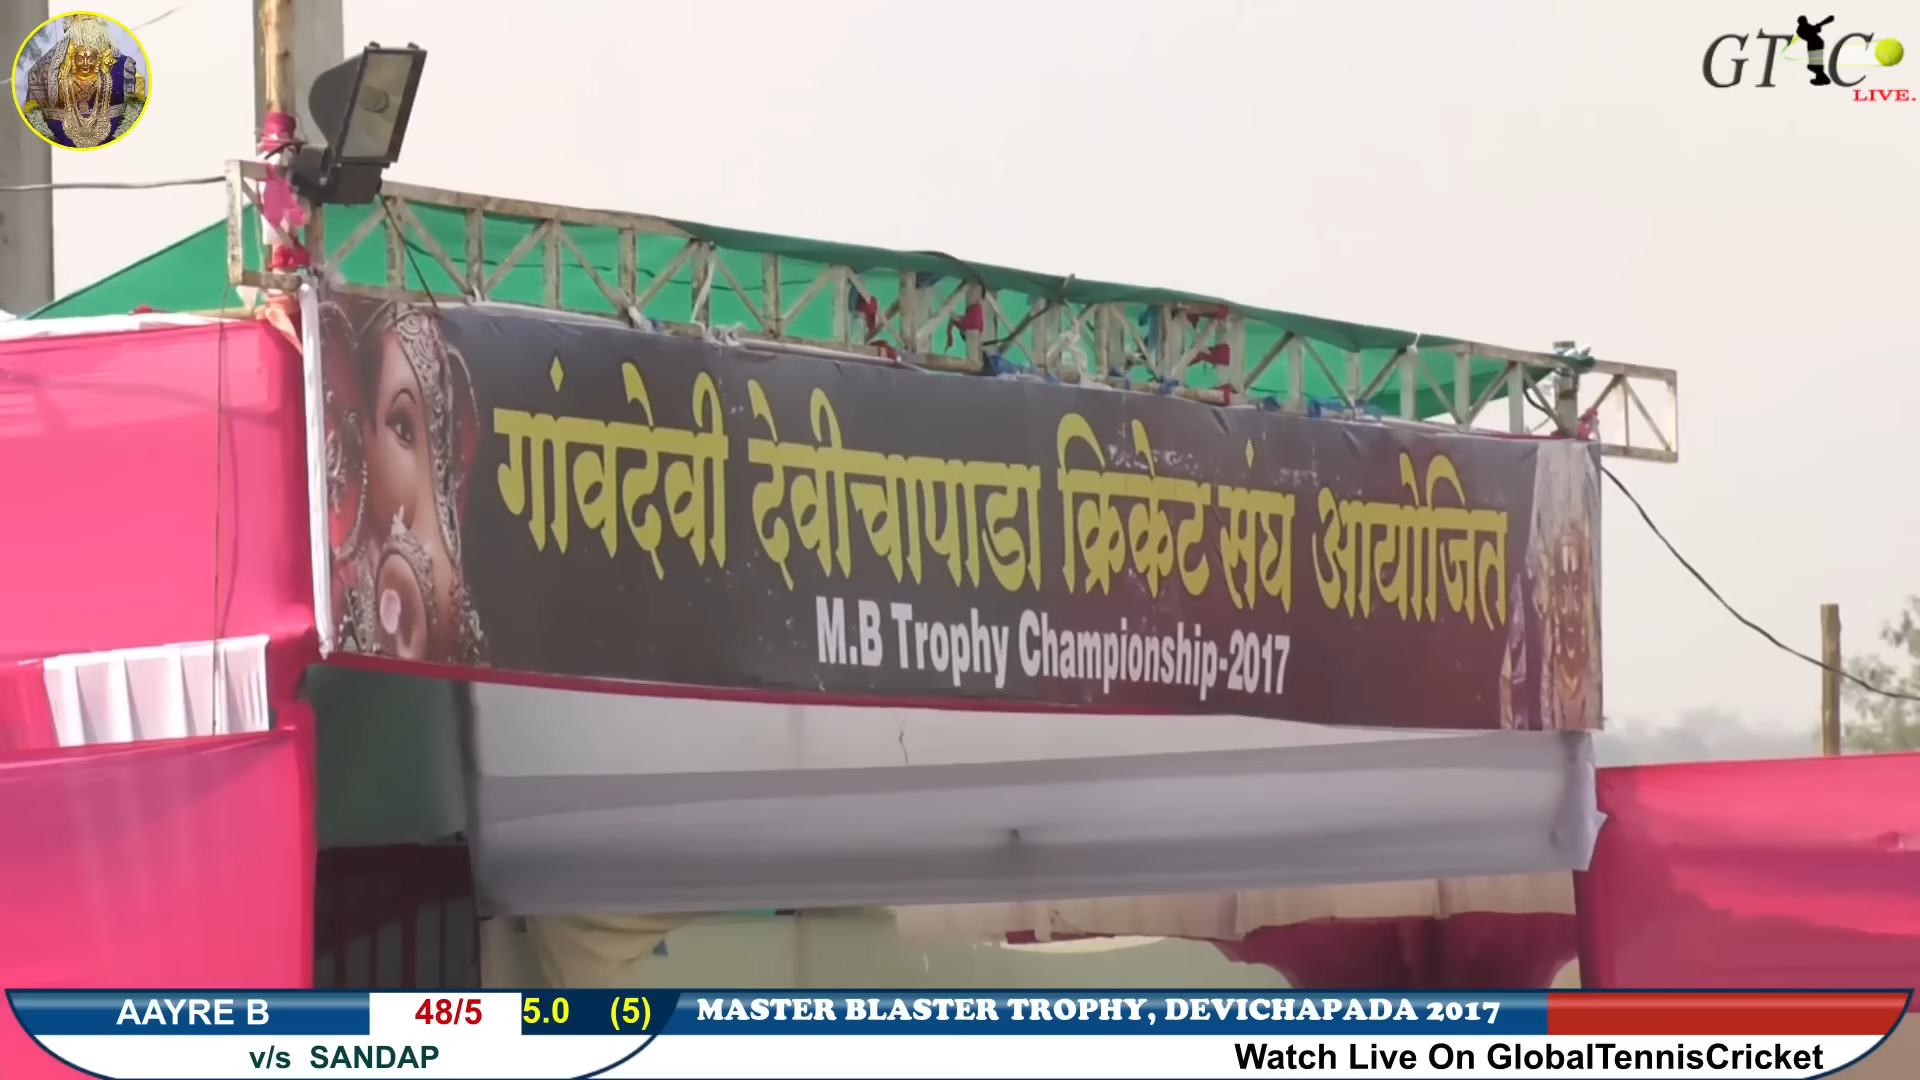 GTCC
LIVE.
गांवदेवी देवीचापाडा क्रिकेट संघ आयोजित
M.B Trophy Championship-2017
AAYRE B 48/5 5.0 (5) MASTER BLASTER TROPHY, DEVICHAPADA 2017
v/s SANDAP Watch Live On GlobalTennisCricket